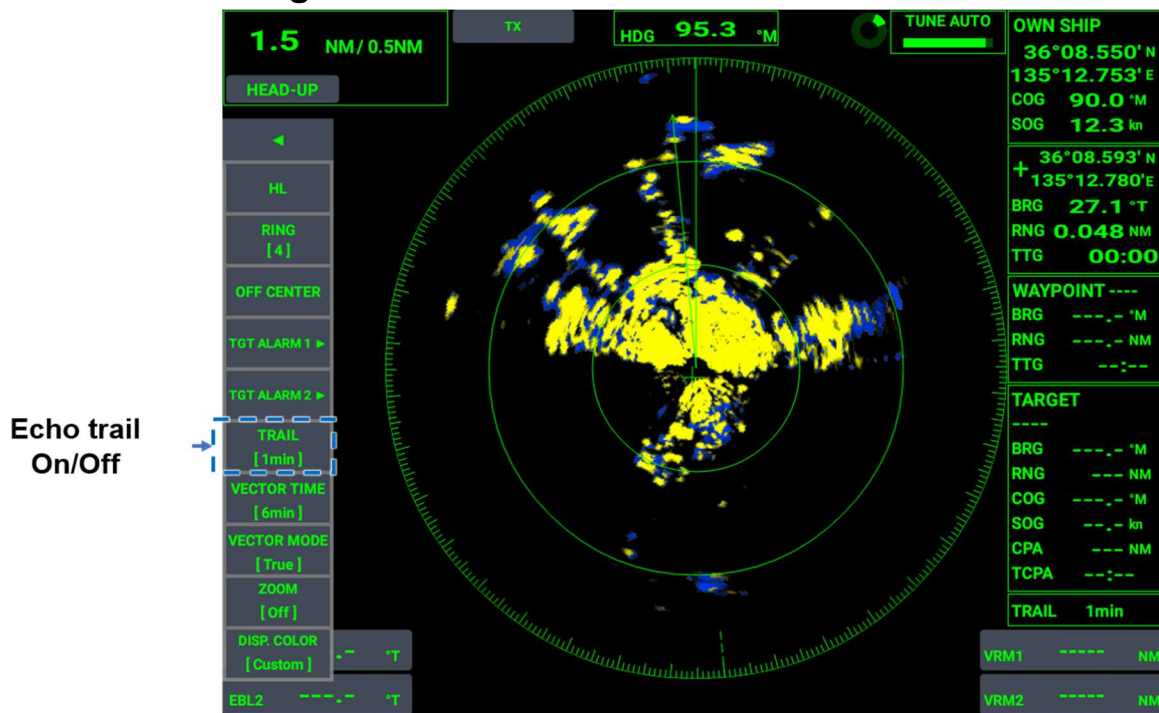 1.5 NM / 0.5NM
HEAD-UP
TX
HDG 95.3 °M
TUNE AUTO
◄
HL
RING
[ 4 ]
OFF CENTER
TGT ALARM 1 ►
TGT ALARM 2 ►
TRAIL
[ 1min ]
VECTOR TIME
[ 6min ]
VECTOR MODE
[ True ]
ZOOM
[ Off ]
DISP. COLOR
[ Custom ]
Echo trail
On/Off
.- °T
EBL2 ---.- °T
OWN SHIP
36°08.550' N
135°12.753' E
COG 90.0 °M
SOG 12.3 kn
+ 36°08.593' N
135°12.780' E
BRG 27.1 °T
RNG 0.048 NM
TTG 00:00
WAYPOINT ----
BRG ---.- °M
RNG ---.- NM
TTG --:--
TARGET
----
BRG ---.- °M
RNG --- NM
COG ---.- °M
SOG --.- kn
CPA --- NM
TCPA --:--
TRAIL 1min
VRM1 ----- NM
VRM2 ----- NM